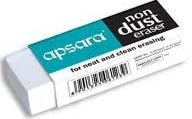 apsara
non
dust
eraser
for neat and clean erasing